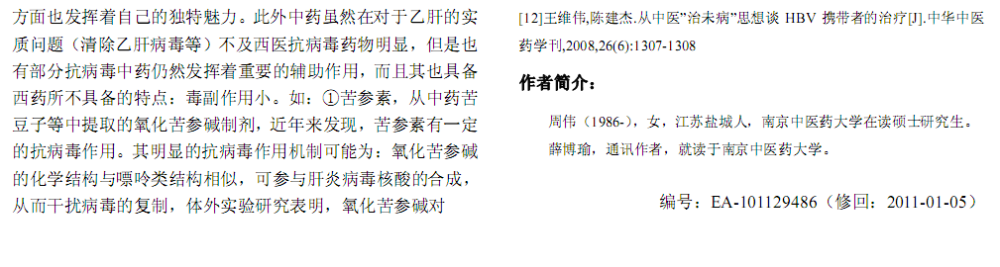 方面也发挥着自己的独特魅力。此外中药虽然在对于乙肝的实
质问题（清除乙肝病毒等）不及西医抗病毒药物明显，但是也
有部分抗病毒中药仍然发挥着重要的辅助作用，而且其也具备
西药所不具备的特点：毒副作用小。如：①苦参素，从中药苦
豆子等中提取的氧化苦参碱制剂，近年来发现，苦参素有一定
的抗病毒作用。其明显的抗病毒作用机制可能为：氧化苦参碱
的化学结构与嘌呤类结构相似，可参与肝炎病毒核酸的合成，
从而干扰病毒的复制，体外实验研究表明，氧化苦参碱对
[12]王维伟,陈建杰.从中医”治未病”思想谈 HBV 携带者的治疗[J].中华中医
药学刊,2008,26(6):1307-1308
作者简介：
周伟（1986-），女，江苏盐城人，南京中医药大学在读硕士研究生。
薛博瑜，通讯作者，就读于南京中医药大学。
编号：EA-101129486（修回：2011-01-05）